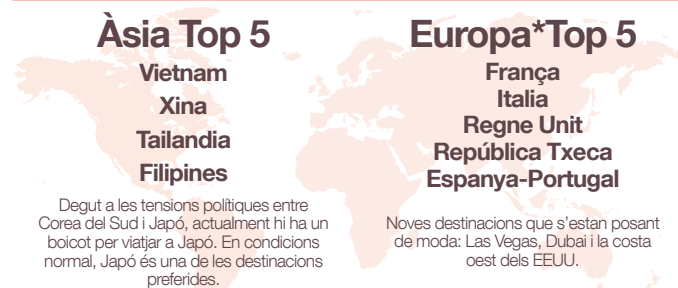 Àsia Top 5
Vietnam
Xina
Tailandia
Filipines
Degut a les tensions polítiques entre
Corea del Sud i Japó, actualment hi ha un
boicot per viatjar a Japó. En condicions
normal, Japó és una de les destinacions
preferides.
Europa*Top 5
França
Italia
Regne Unit
República Txeca
Espanya-Portugal
Noves destinacions que s’estan posant
de moda: Las Vegas, Dubai i la costa
oest dels EEUU.